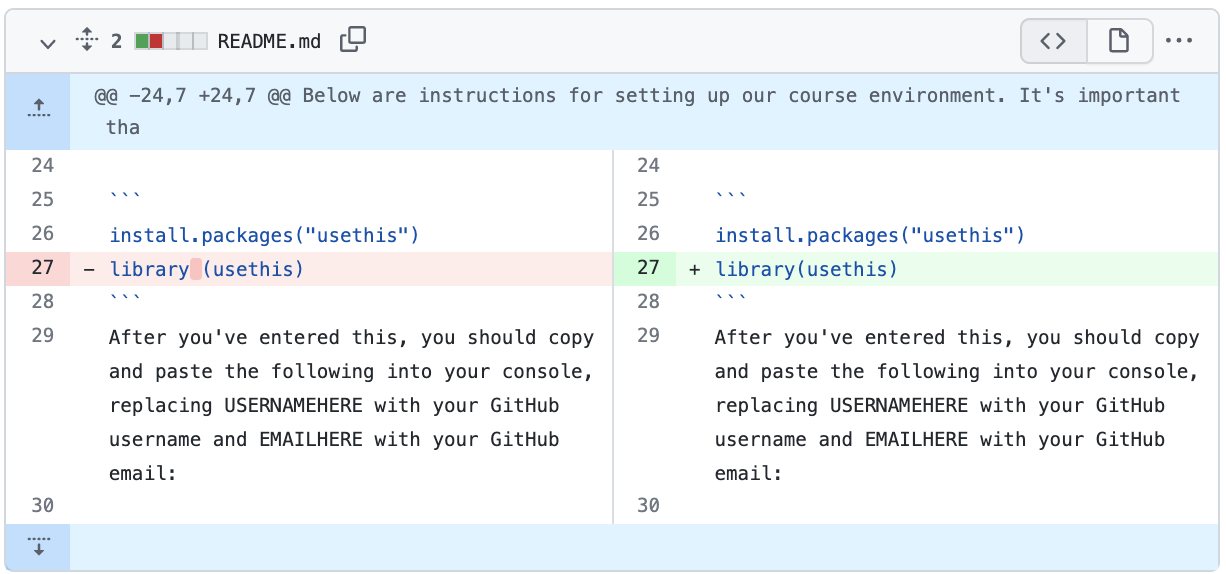 2 README.md
@@ -24,7 +24,7 @@ Below are instructions for setting up our course environment. It's important
tha
24
25 ```
26 install.packages("usethis")
27 - library (usethis)
28 ```
29 After you've entered this, you should copy
and paste the following into your console,
replacing USERNAMEHERE with your GitHub
username and EMAILHERE with your GitHub
email:
30
24
25 ```
26 install.packages("usethis")
27 + library(usethis)
28 ```
29 After you've entered this, you should copy
and paste the following into your console,
replacing USERNAMEHERE with your GitHub
username and EMAILHERE with your GitHub
email:
30